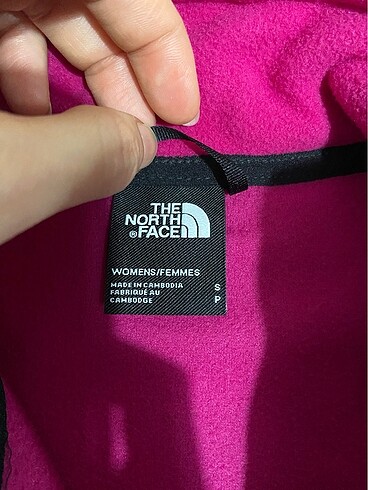 THE
NORTH
®FACE
WOMENS/FEMMES
MADE IN CAMBODIA
FABRIQUÉ AU
CAMBODGE
S
P